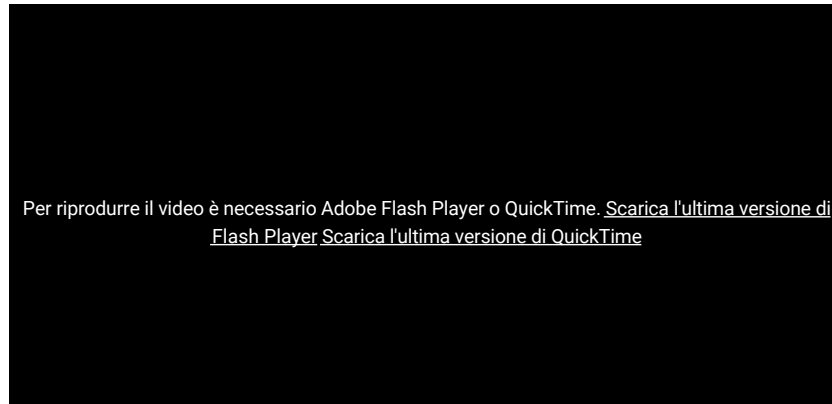 Per riprodurre il video è necessario Adobe Flash Player o QuickTime. Scarica l'ultima versione di
Flash Player Scarica l'ultima versione di QuickTime